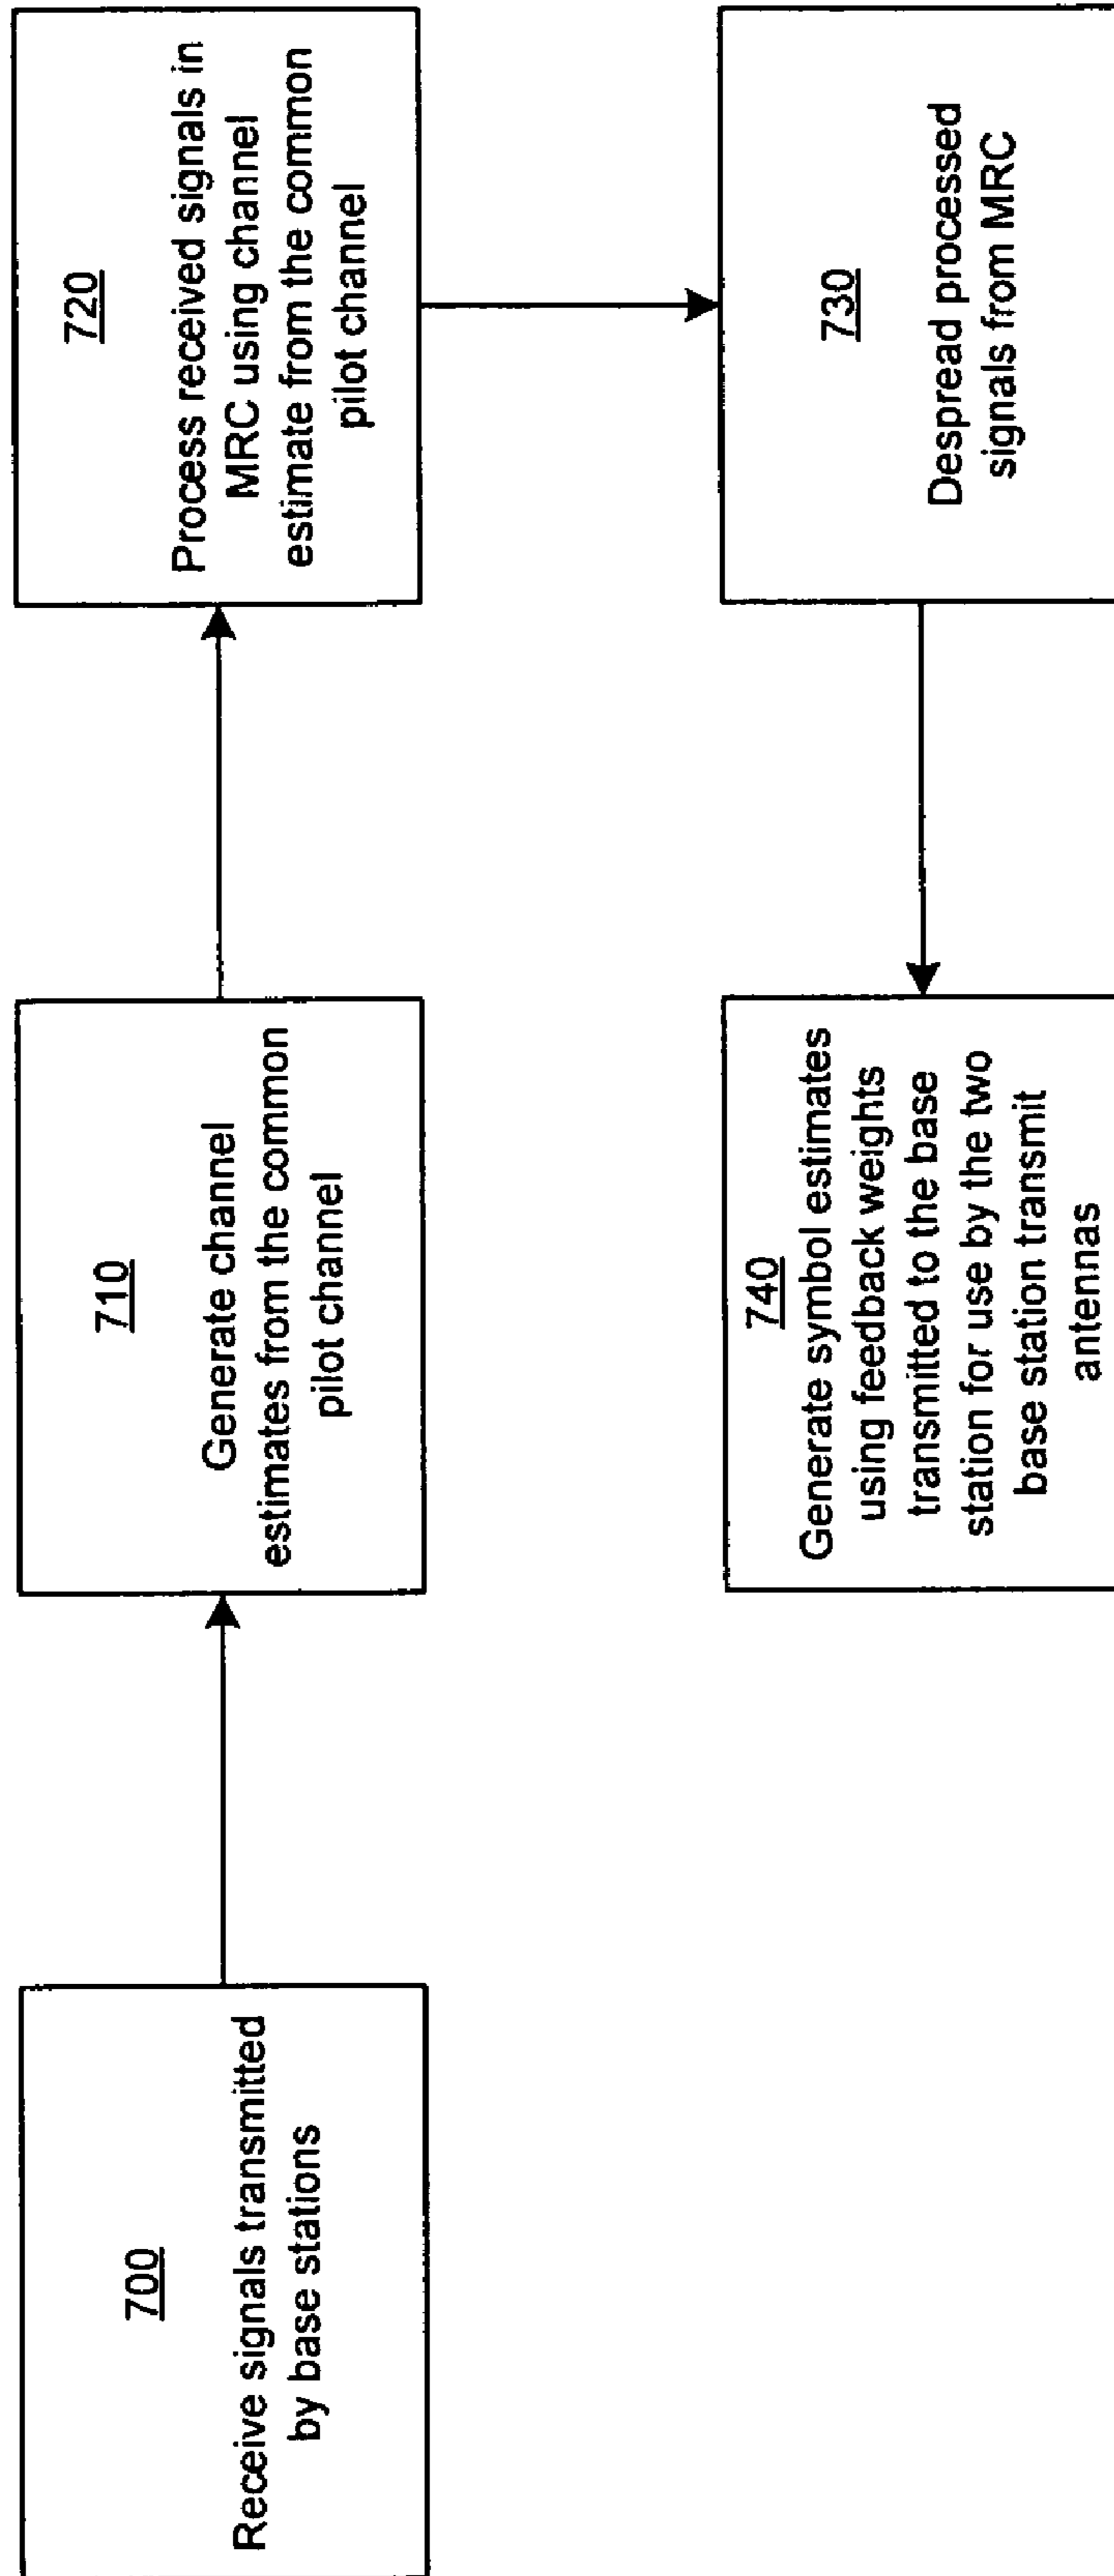 700
Receive signals transmitted
by base stations
710
Generate channel
estimates from the common
pilot channel
720
Process received signals in
MRC using channel
estimate from the common
pilot channel
730
Despread processed
signals from MRC
740
Generate symbol estimates
using feedback weights
transmitted to the base
station for use by the two
base station transmit
antennas